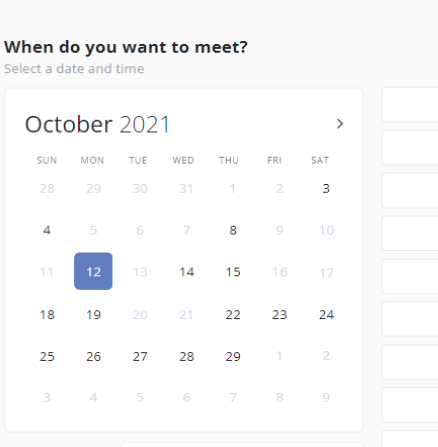 When do you want to meet?
Select a date and time
October 2021 >
SUN MON TUE WED THU FRI SAT
28 29 30 31 1 2 3
4 5 6 7 8 9 10
11 12 13 14 15 16 17
18 19 20 21 22 23 24
25 26 27 28 29 1 2
3 4 5 6 7 8 9